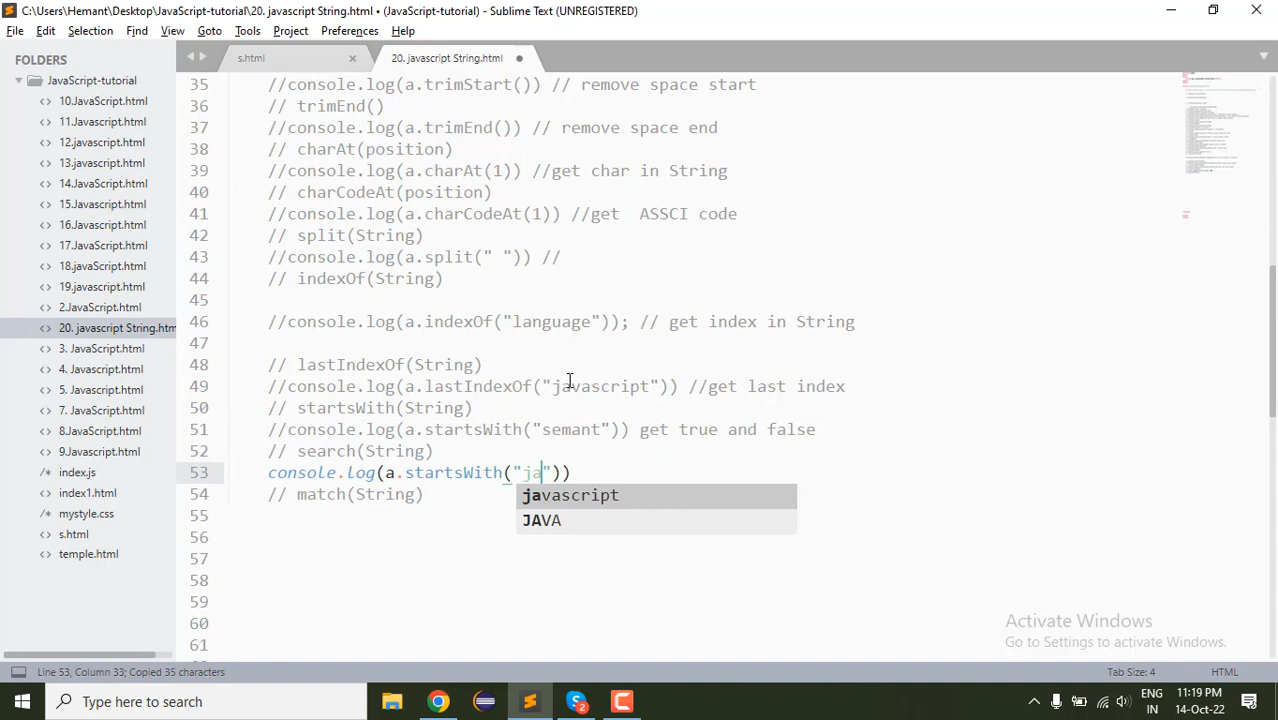 C:\Users\Hemant\Desktop\JavaScript-tutorial\20. javascript String.html • (JavaScript-tutorial) - Sublime Text (UNREGISTERED)
File Edit Selection Find View Goto Tools Project Preferences Help
FOLDERS
JavaScript-tutorial
10.JavaScript.html
11.Javascript.html
12.javascript.html
13.javascript.html
14.JavaScript.html
15.JavaScript.html
16.Javascript.html
17.JavaScript.html
18.javascript.html
19.javascript.html
2.JavaScript.html
20. javascript String.htm
3. JavaScript.html
4. Javascript.html
5. Javascript.html
7. JavaScript.html
8.JavaScript.html
9.Javascript.html
index.js
index1.html
mystyle.css
s.html
temple.html
s.html
20. javascript String.html
35 //console.log(a.trimStart()) // remove space start
36 // trimEnd()
37 //console.log(a.trimEnd()) // remove space end
38 // charAt(position)
39 //console.log(a.charAt(1)) //get char in String
40 // charCodeAt(position)
41 //console.log(a.charCodeAt(1)) //get  ASSCI code
42 // split(String)
43 //console.log(a.split(" ")) //
44 // indexOf(String)
45
46 //console.log(a.indexOf("language")); // get index in String
47
48 // lastIndexOf(String)
49 //console.log(a.lastIndexOf("javascript")) //get last index
50 // startsWith(String)
51 //console.log(a.startsWith("semant")) get true and false
52 // search(String)
53 console.log(a.startsWith("ja"))
54 // match(String)
javascript
JAVA
55
56
57
58
59
60
61
Activate Windows
Go to Settings to activate Windows.
Line 53, Column 33; Copied 35 characters
Tab Size: 4
HTML
Type here to search
2
ENG
IN
11:19 PM
14-Oct-22